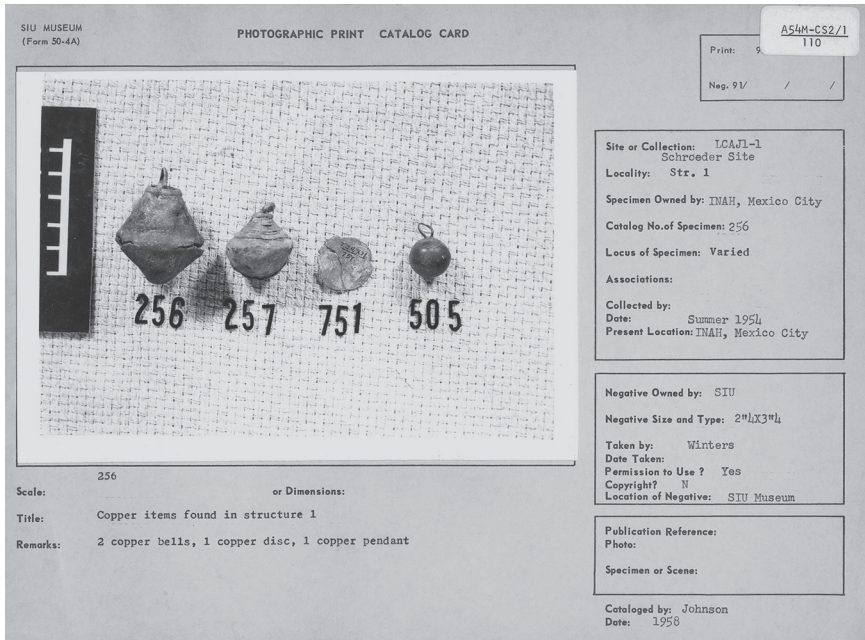 SIU MUSEUM
(Form 50-4A)
PHOTOGRAPHIC PRINT CATALOG CARD
A54M-CS2/1
110
Print: 9
Neg. 91/ / /
256 257 751 505
Site or Collection: LCAJ1-1
Schroeder Site
Locality: Str. 1
Specimen Owned by: INAH, Mexico City
Catalog No.of Specimen: 256
Locus of Specimen: Varied
Associations:
Collected by:
Date: Summer 1954
Present Location: INAH, Mexico City
Negative Owned by: SIU
Negative Size and Type: 2"¼X3"¼
Taken by: Winters
Date Taken:
Permission to Use ? Yes
Copyright? N
Location of Negative: SIU Museum
Publication Reference:
Photo:
Specimen or Scene:
Cataloged by: Johnson
Date: 1958
256
Scale: or Dimensions:
Title: Copper items found in structure 1
Remarks: 2 copper bells, 1 copper disc, 1 copper pendant